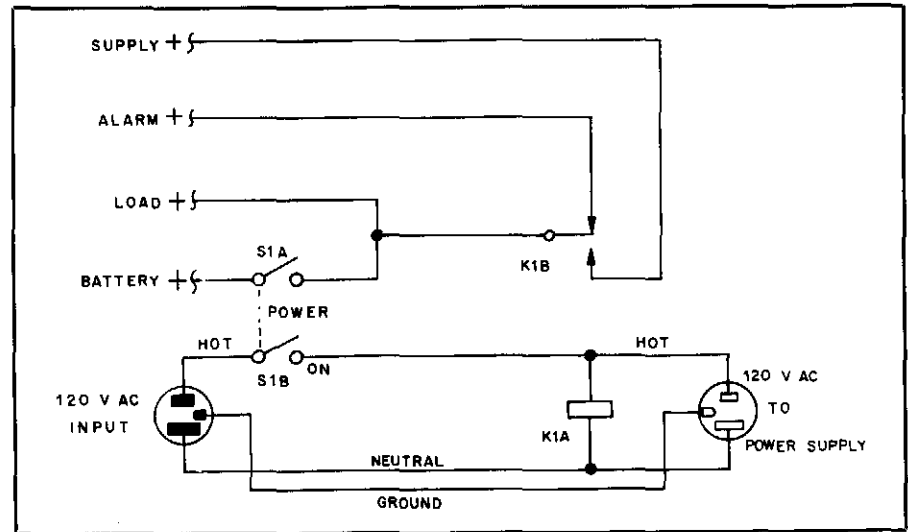 SUPPLY +
ALARM +
LOAD +
S1A
K1B
BATTERY +
POWER
HOT
HOT
S1B
ON
120 V AC
INPUT
K1A
120 V AC
TO
POWER SUPPLY
NEUTRAL
GROUND